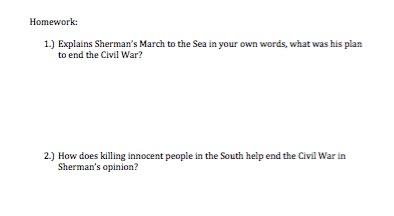 Homework:
1.) Explains Sherman's March to the Sea in your own words, what was his plan
to end the Civil War?
2.) How does killing innocent people in the South help end the Civil War in
Sherman's opinion?